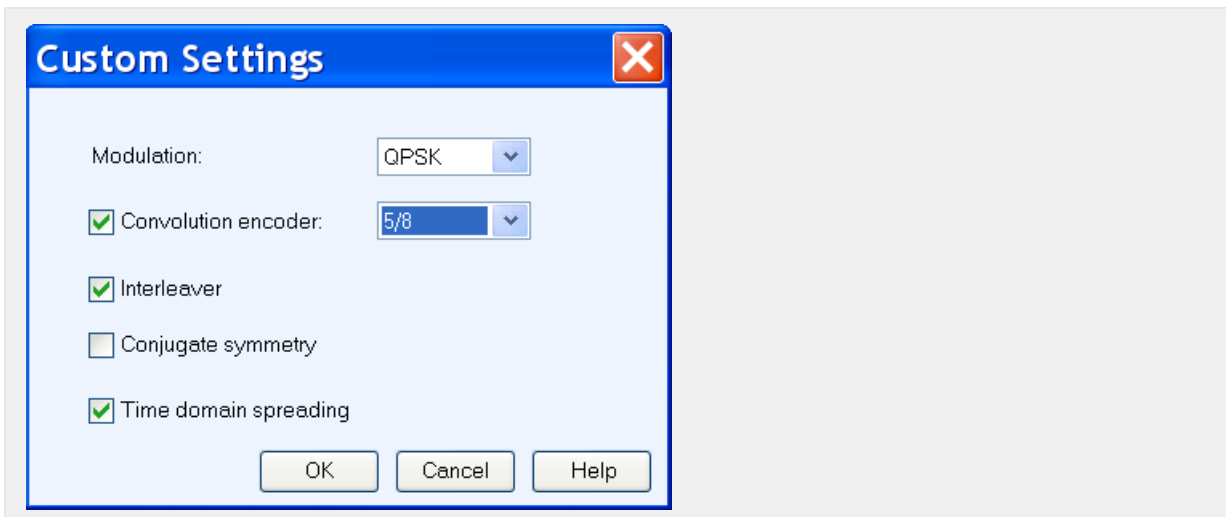 Custom Settings
Modulation: QPSK
Convolution encoder: 5/8
Interleaver
Conjugate symmetry
Time domain spreading
OK Cancel Help